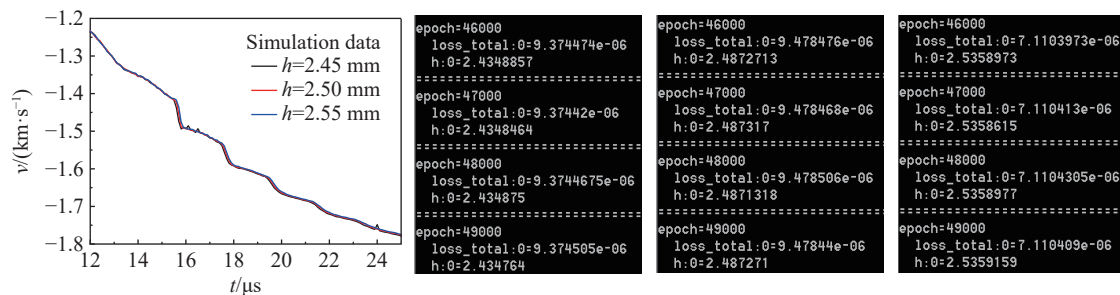 −1.2
−1.3
−1.4
−1.5
−1.6
−1.7
−1.8
v/(km·s⁻¹)
Simulation data
h=2.45 mm
h=2.50 mm
h=2.55 mm
12
14
16
18
20
22
24
t/μs
epoch=46000
loss_total:0=9.374474e-06
h:0=2.4348857
epoch=47000
loss_total:0=9.37442e-06
h:0=2.4348464
epoch=48000
loss_total:0=9.3744675e-06
h:0=2.434875
epoch=49000
loss_total:0=9.374505e-06
h:0=2.434764
epoch=46000
loss_total:0=9.478476e-06
h:0=2.4872713
epoch=47000
loss_total:0=9.478468e-06
h:0=2.487317
epoch=48000
loss_total:0=9.478506e-06
h:0=2.4871318
epoch=49000
loss_total:0=9.47844e-06
h:0=2.487271
epoch=46000
loss_total:0=7.1103973e-06
h:0=2.5358973
epoch=47000
loss_total:0=7.110413e-06
h:0=2.5358615
epoch=48000
loss_total:0=7.1104305e-06
h:0=2.5358977
epoch=49000
loss_total:0=7.110409e-06
h:0=2.5359159